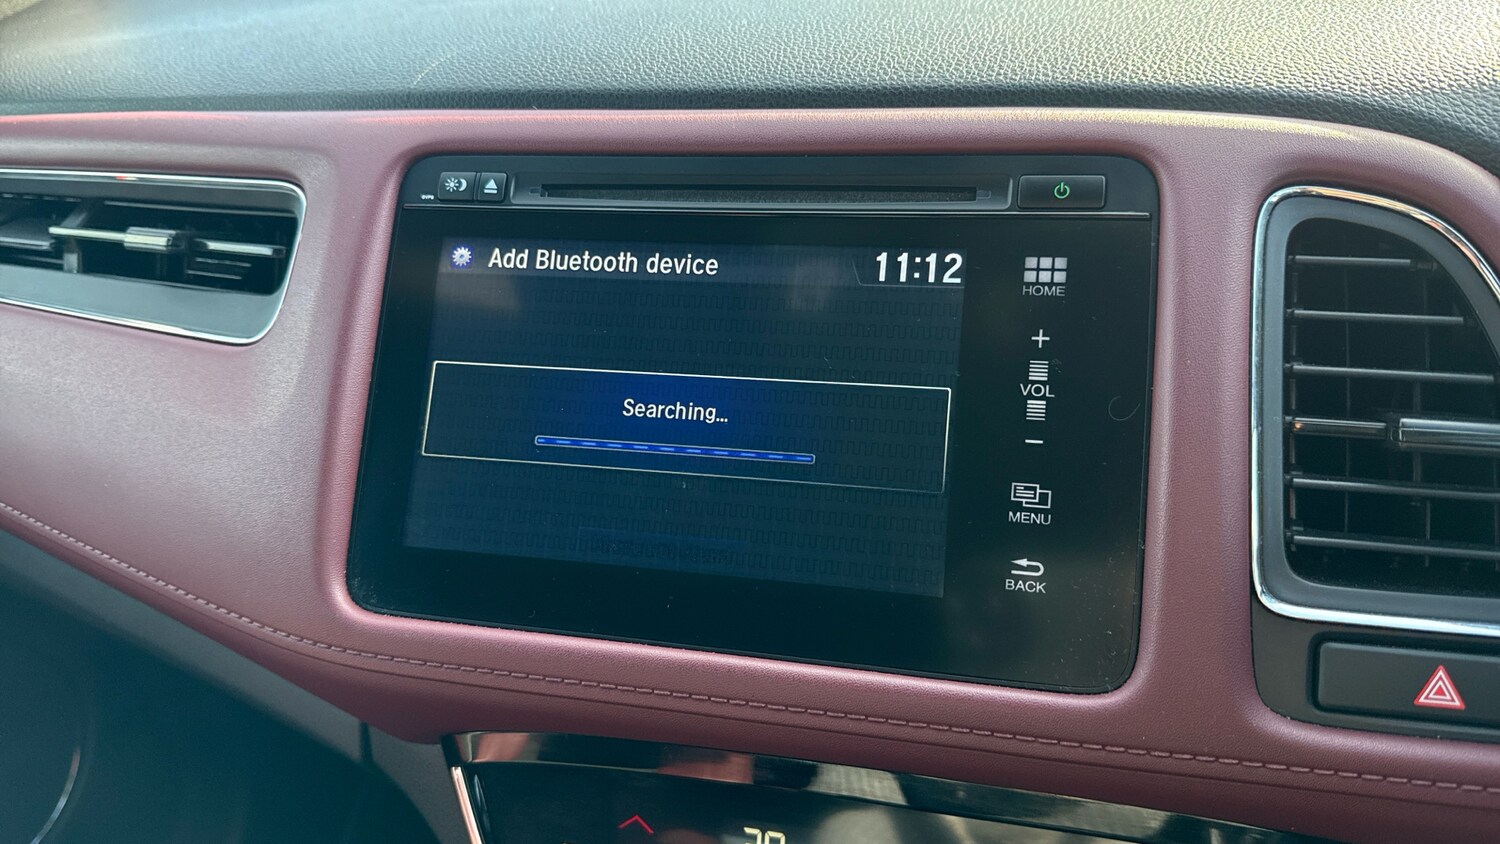 Add Bluetooth device
11:12
HOME
Searching...
VOL
MENU
BACK